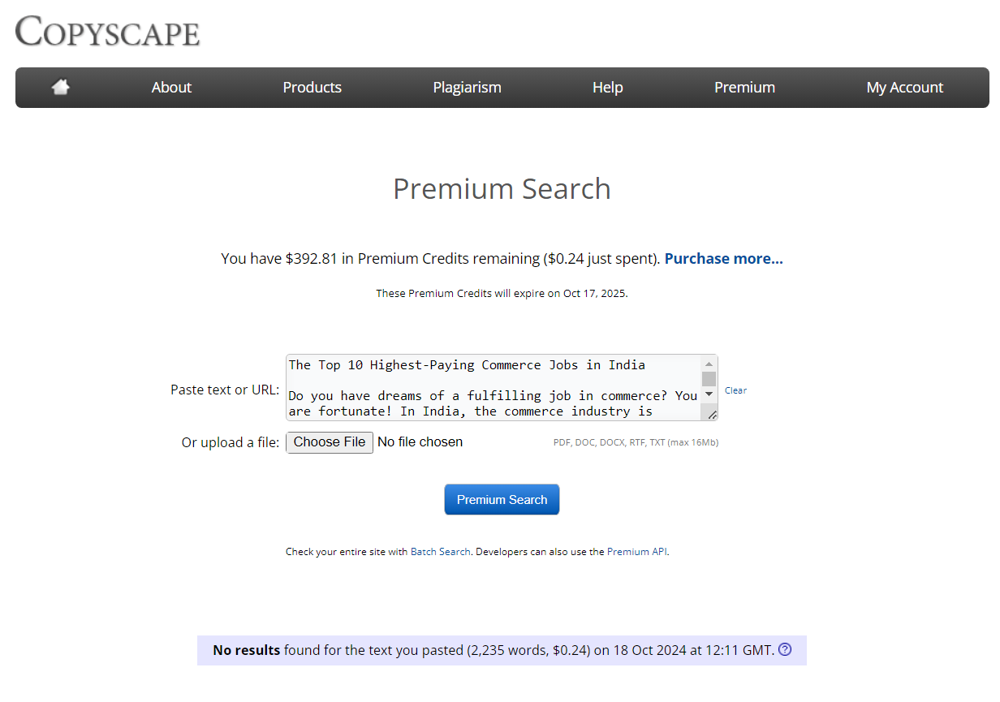 COPYSCAPE
About Products Plagiarism Help Premium My Account
Premium Search
You have $392.81 in Premium Credits remaining ($0.24 just spent). Purchase more...
These Premium Credits will expire on Oct 17, 2025.
Paste text or URL:
The Top 10 Highest-Paying Commerce Jobs in India
Do you have dreams of a fulfilling job in commerce? You
are fortunate! In India, the commerce industry is
Clear
Or upload a file: Choose File No file chosen PDF, DOC, DOCX, RTF, TXT (max 16Mb)
Premium Search
Check your entire site with Batch Search. Developers can also use the Premium API.
No results found for the text you pasted (2,235 words, $0.24) on 18 Oct 2024 at 12:11 GMT. ?